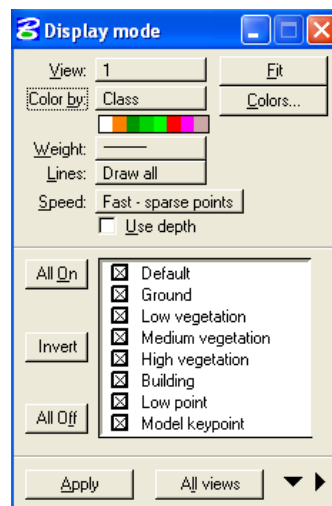 Display mode
View: 1 Fit
Color by: Class Colors...
Weight:
Lines: Draw all
Speed: Fast - sparse points
Use depth
All On
Invert
All Off
Default
Ground
Low vegetation
Medium vegetation
High vegetation
Building
Low point
Model keypoint
Apply All views